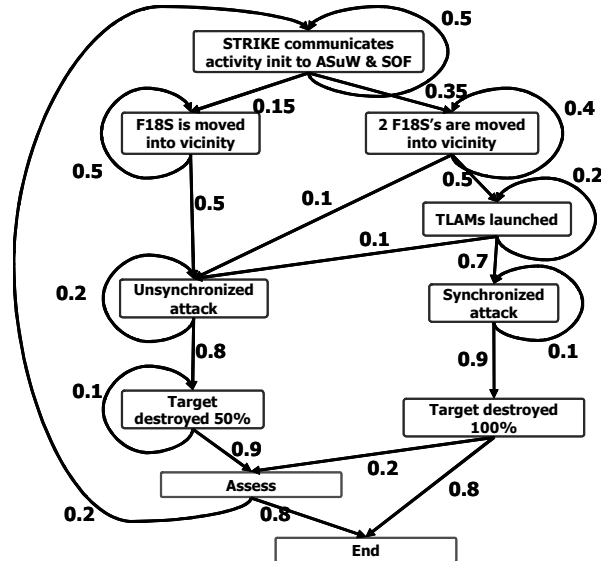 0.5
STRIKE communicates
activity init to ASuW & SOF
0.15
0.35
F18S is moved
into vicinity
2 F18S's are moved
into vicinity
0.4
0.5
0.5
0.1
0.5
0.2
TLAMs launched
0.1
0.7
0.2
Unsynchronized
attack
Synchronized
attack
0.1
0.8
0.9
0.1
Target
destroyed 50%
Target destroyed
100%
0.9
0.2
Assess
0.2
0.8
0.8
End